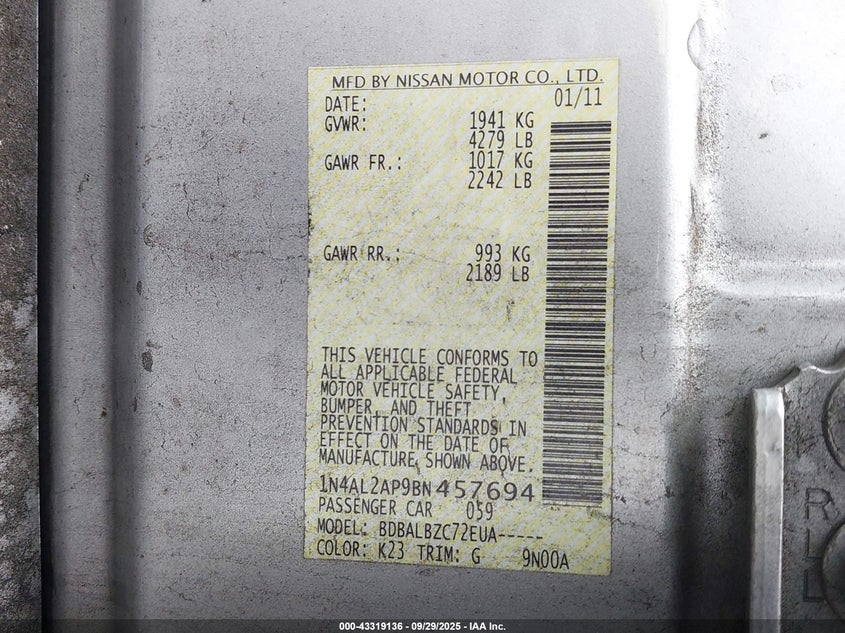 MFD BY NISSAN MOTOR CO., LTD.
DATE: 01/11
GVWR: 1941 KG
4279 LB
GAWR FR.: 1017 KG
2242 LB
GAWR RR.: 993 KG
2189 LB
THIS VEHICLE CONFORMS TO
ALL APPLICABLE FEDERAL
MOTOR VEHICLE SAFETY,
BUMPER, AND THEFT
PREVENTION STANDARDS IN
EFFECT ON THE DATE OF
MANUFACTURE SHOWN ABOVE.
1N4AL2AP9BN457694
PASSENGER CAR 059
MODEL: BDBALBZC72EUA-----
COLOR: K23 TRIM: G 9N00A
000-43319136 - 09/29/2025 - IAA Inc.